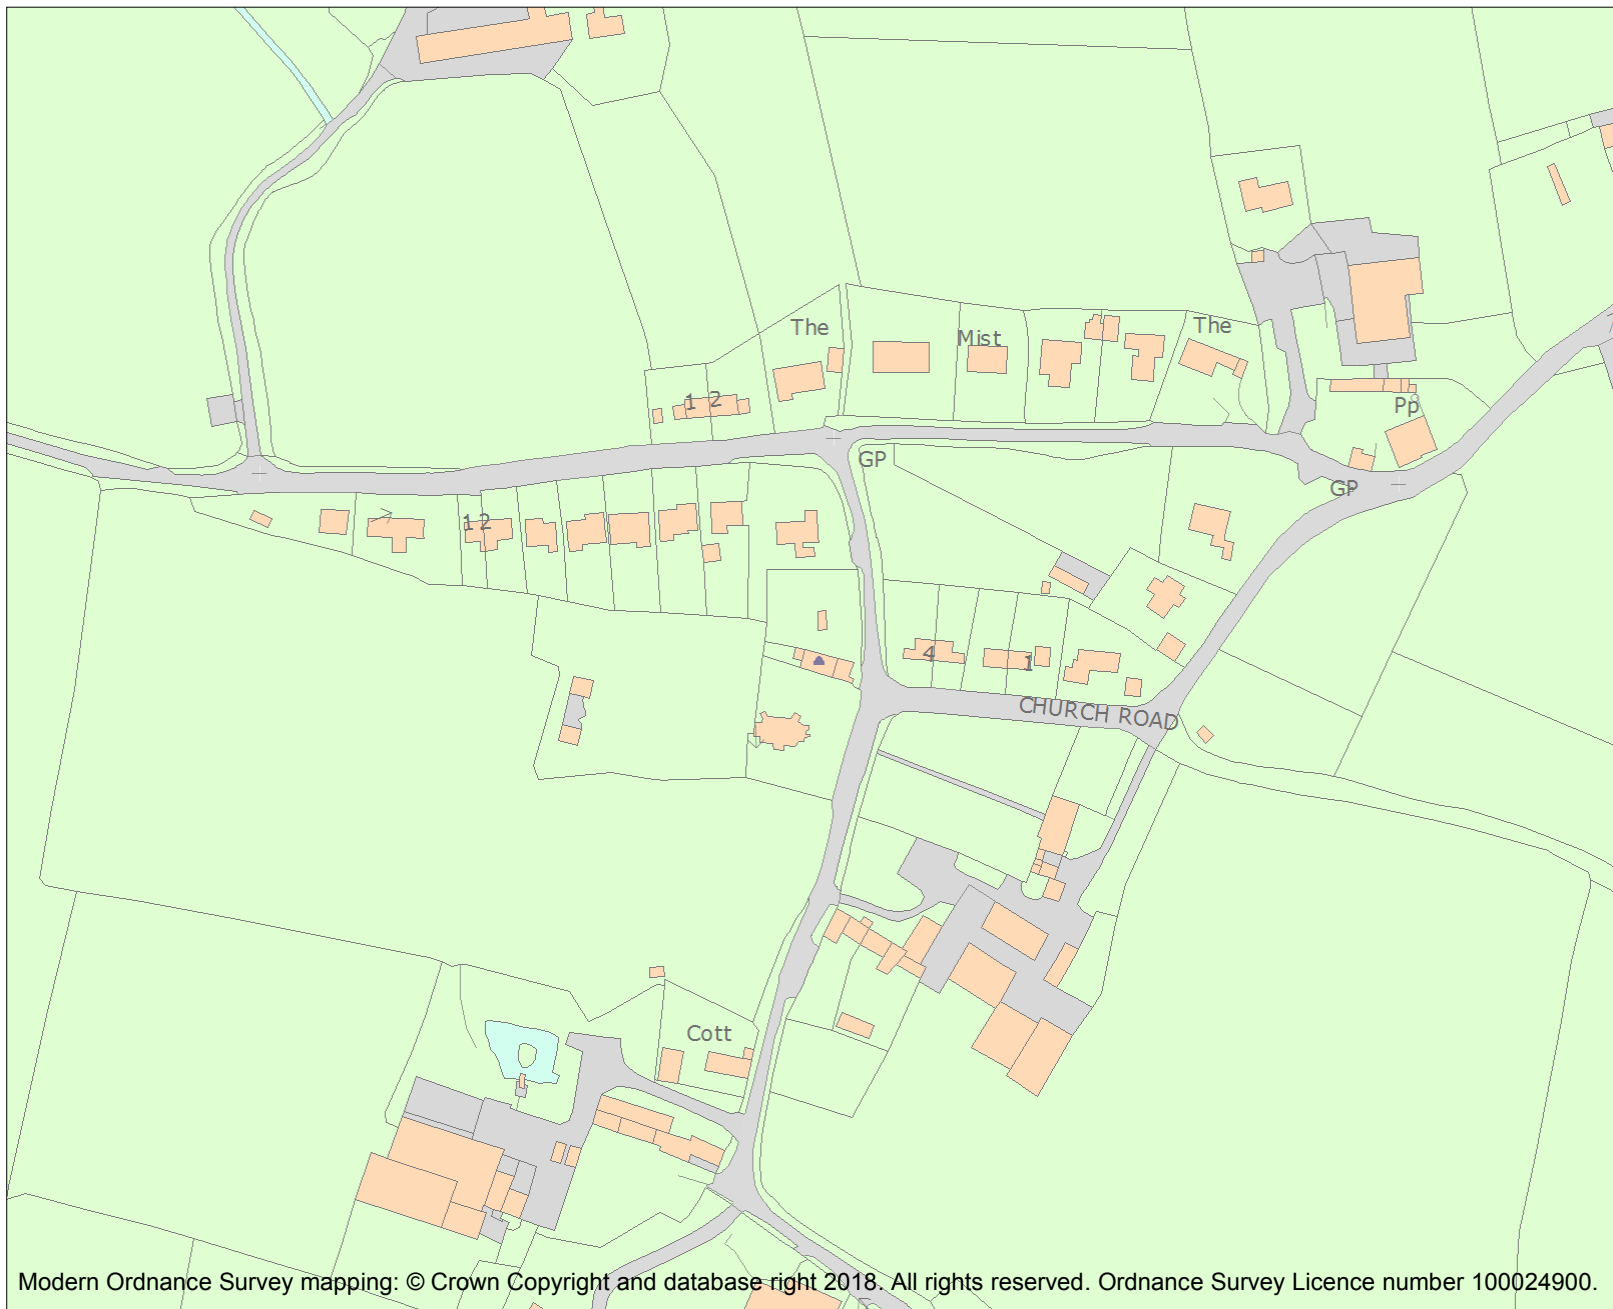 The
The
Mist
1 2
Pp
GP
GP
7
12
4
1
CHURCH ROAD
Cott
Modern Ordnance Survey mapping: © Crown Copyright and database right 2018. All rights reserved. Ordnance Survey Licence number 100024900.